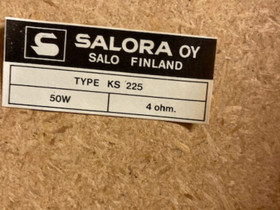 S SALORA OY
SALO FINLAND
TYPE KS 225
50W 4 ohm.